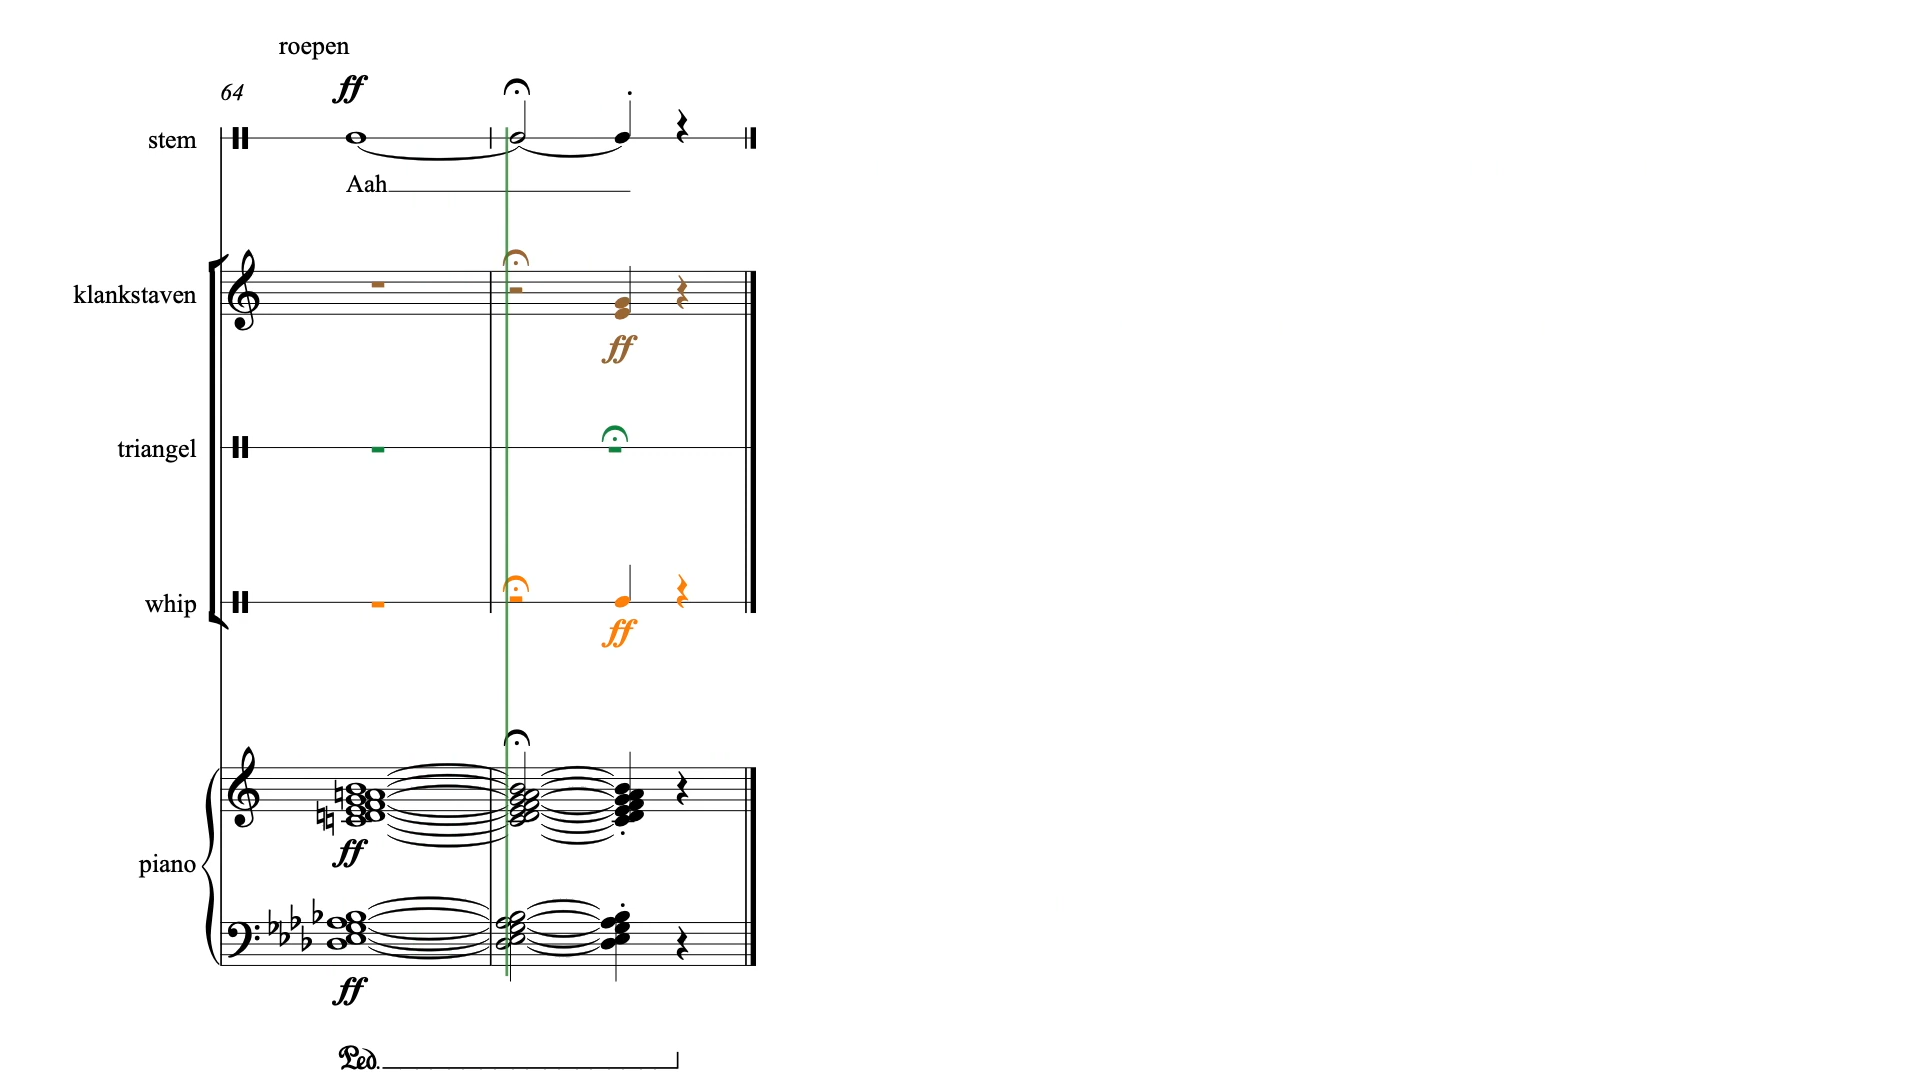 roepen
ff
64
stem
Aah
klankstaven
ff
triangel
whip
ff
ff
piano
ff
Ped.